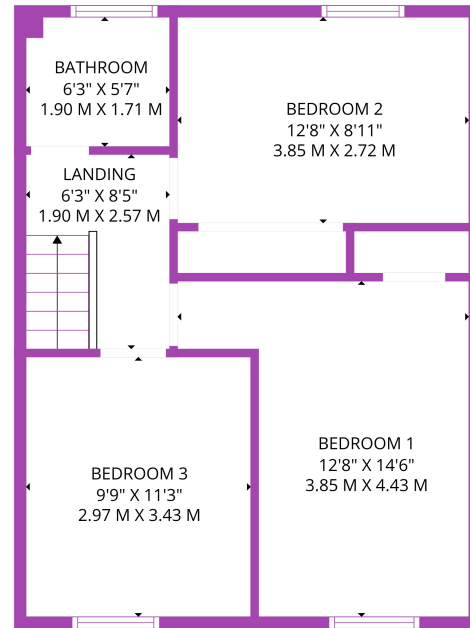 BATHROOM
6'3" X 5'7"
1.90 M X 1.71 M
BEDROOM 2
12'8" X 8'11"
3.85 M X 2.72 M
LANDING
6'3" X 8'5"
1.90 M X 2.57 M
BEDROOM 1
12'8" X 14'6"
3.85 M X 4.43 M
BEDROOM 3
9'9" X 11'3"
2.97 M X 3.43 M